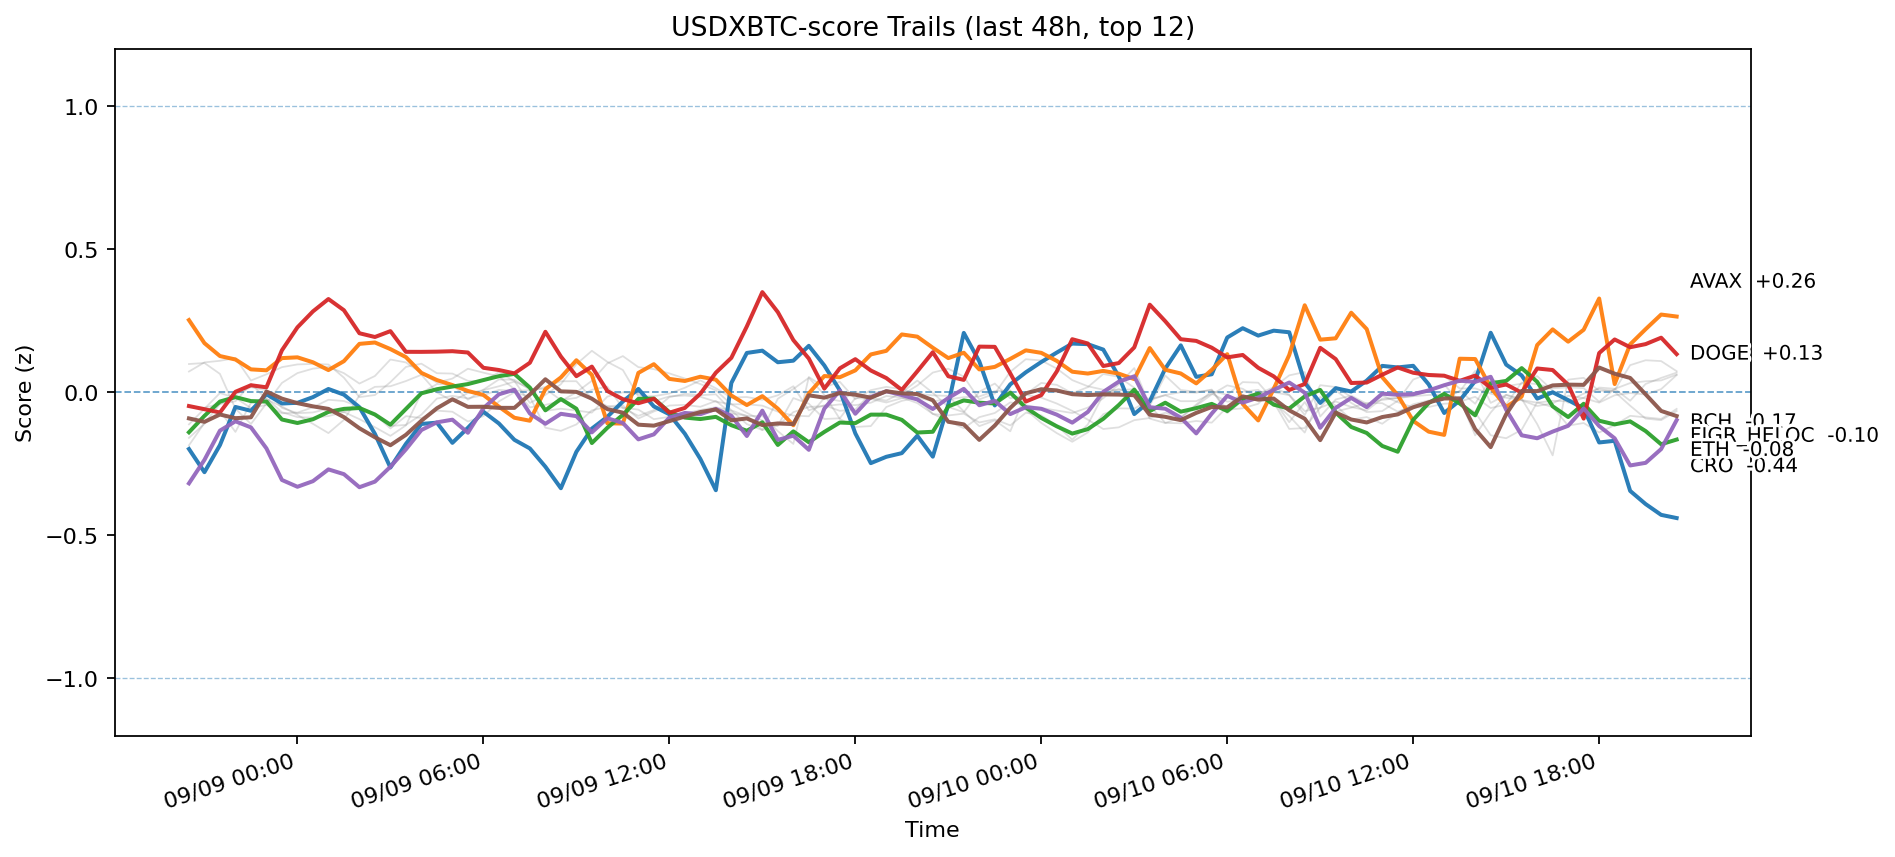 USDXBTC-score Trails (last 48h, top 12)
Score (z)
1.0
0.5
0.0
−0.5
−1.0
AVAX +0.26
DOGE +0.13
BCH -0.17
FIGR_HELOC -0.10
ETH -0.08
CRO -0.44
09/09 00:00
09/09 06:00
09/09 12:00
09/09 18:00
09/10 00:00
09/10 06:00
09/10 12:00
09/10 18:00
Time